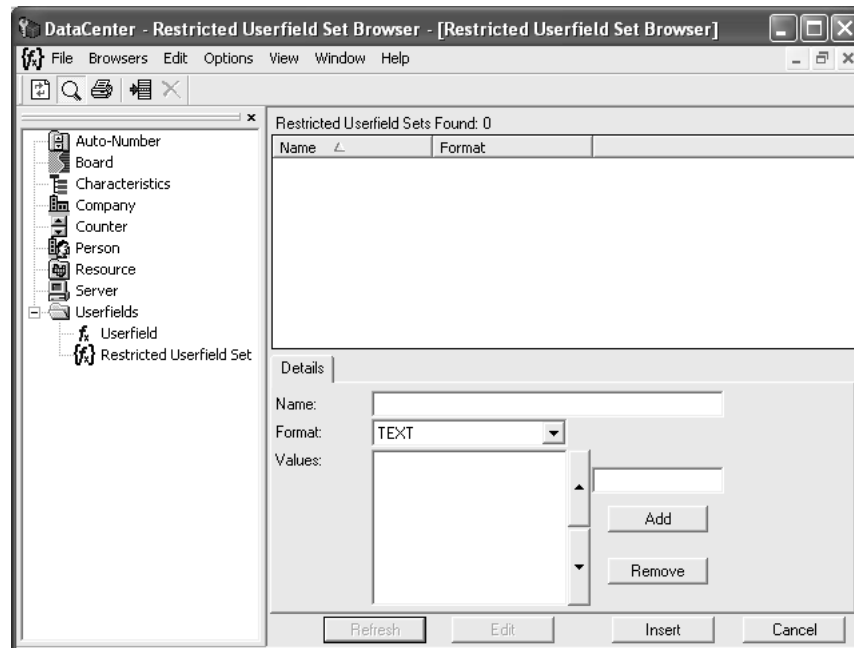 DataCenter - Restricted Userfield Set Browser - [Restricted Userfield Set Browser]
File Browsers Edit Options View Window Help
Auto-Number
Board
Characteristics
Company
Counter
Person
Resource
Server
Userfields
Userfield
Restricted Userfield Set
Restricted Userfield Sets Found: 0
Name Format
Details
Name:
Format: TEXT
Values:
Add
Remove
Refresh Edit Insert Cancel